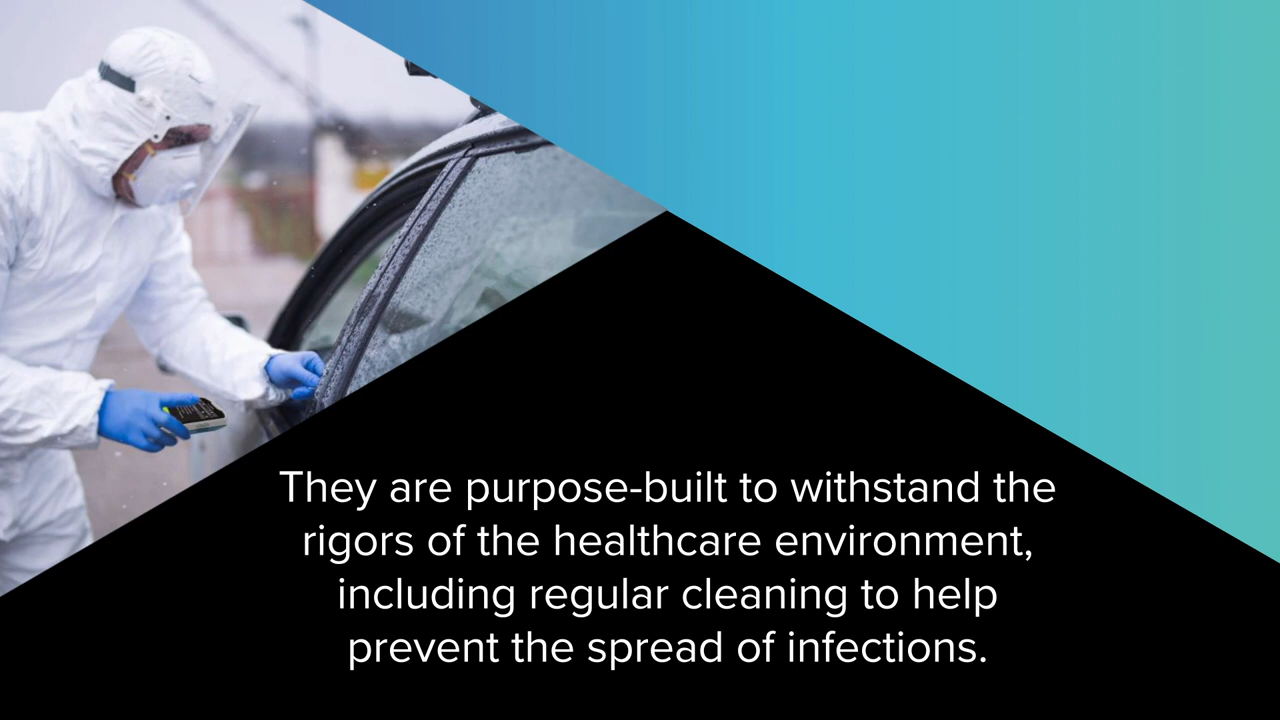 They are purpose-built to withstand the
rigors of the healthcare environment,
including regular cleaning to help
prevent the spread of infections.